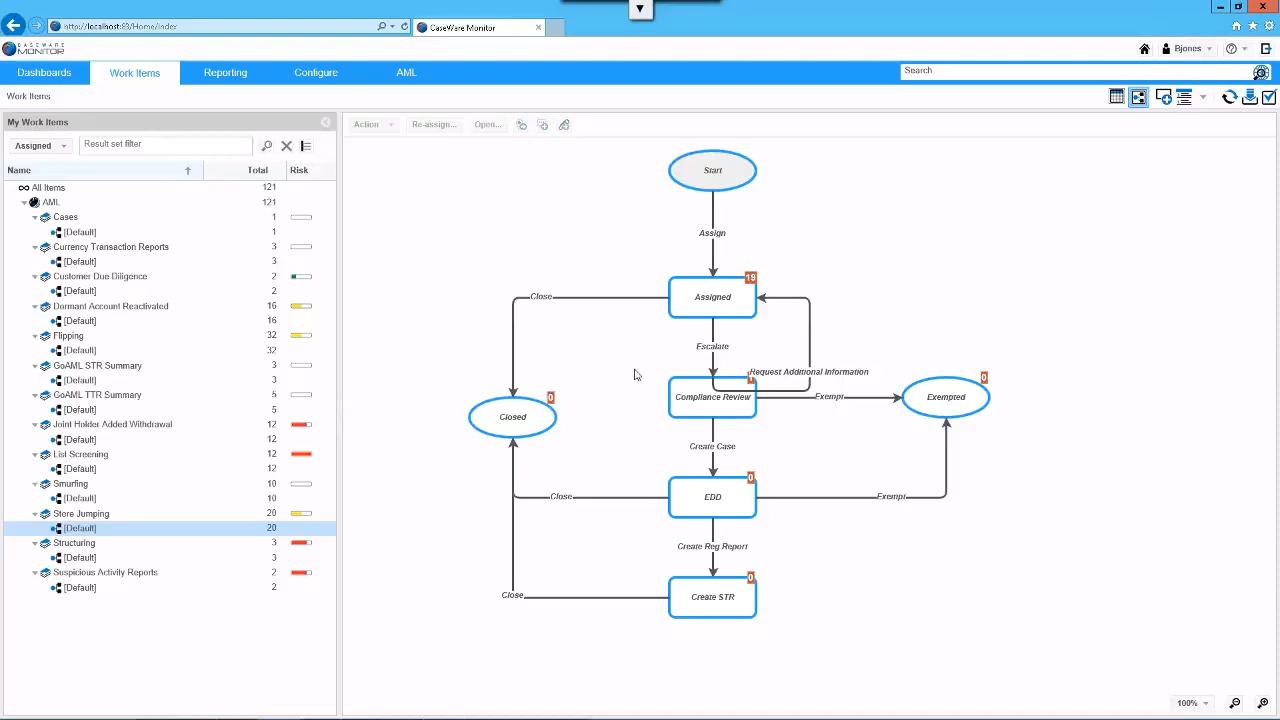 http://localhost:83/Home/Index
CaseWare Monitor
CASEWARE
MONITOR
Bjones
Dashboards Work Items Reporting Configure AML Search
Work Items
My Work Items
Action Re-assign... Open...
Assigned Result set filter
Name Total Risk
All Items 121
AML 121
Cases 1
[Default] 1
Currency Transaction Reports 3
[Default] 3
Customer Due Diligence 2
[Default] 2
Dormant Account Reactivated 16
[Default] 16
Flipping 32
[Default] 32
GoAML STR Summary 3
[Default] 3
GoAML TTR Summary 5
[Default] 5
Joint Holder Added Withdrawal 12
[Default] 12
List Screening 12
[Default] 12
Smurfing 10
[Default] 10
Store Jumping 20
[Default] 20
Structuring 3
[Default] 3
Suspicious Activity Reports 2
[Default] 2
Start
Assign
19
Close Assigned
Escalate
Request Additional Information
1
0
Compliance Review Exempt Exempted
0
Closed
Create Case
0
Close EDD Exempt
Create Reg Report
0
Close Create STR
100%